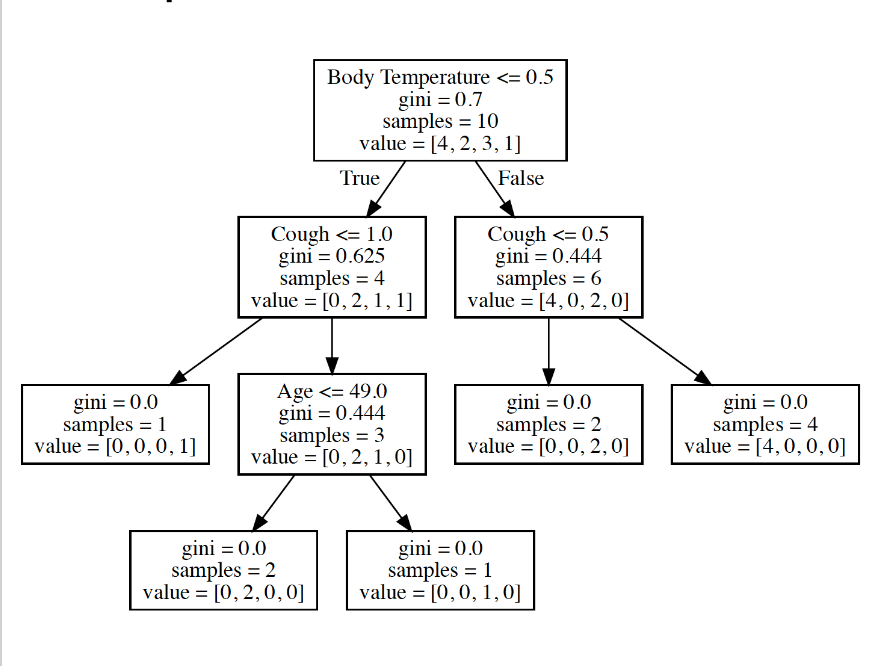 Body Temperature <= 0.5
gini = 0.7
samples = 10
value = [4, 2, 3, 1]
True
False
Cough <= 1.0
gini = 0.625
samples = 4
value = [0, 2, 1, 1]
Cough <= 0.5
gini = 0.444
samples = 6
value = [4, 0, 2, 0]
gini = 0.0
samples = 1
value = [0, 0, 0, 1]
Age <= 49.0
gini = 0.444
samples = 3
value = [0, 2, 1, 0]
gini = 0.0
samples = 2
value = [0, 0, 2, 0]
gini = 0.0
samples = 4
value = [4, 0, 0, 0]
gini = 0.0
samples = 2
value = [0, 2, 0, 0]
gini = 0.0
samples = 1
value = [0, 0, 1, 0]